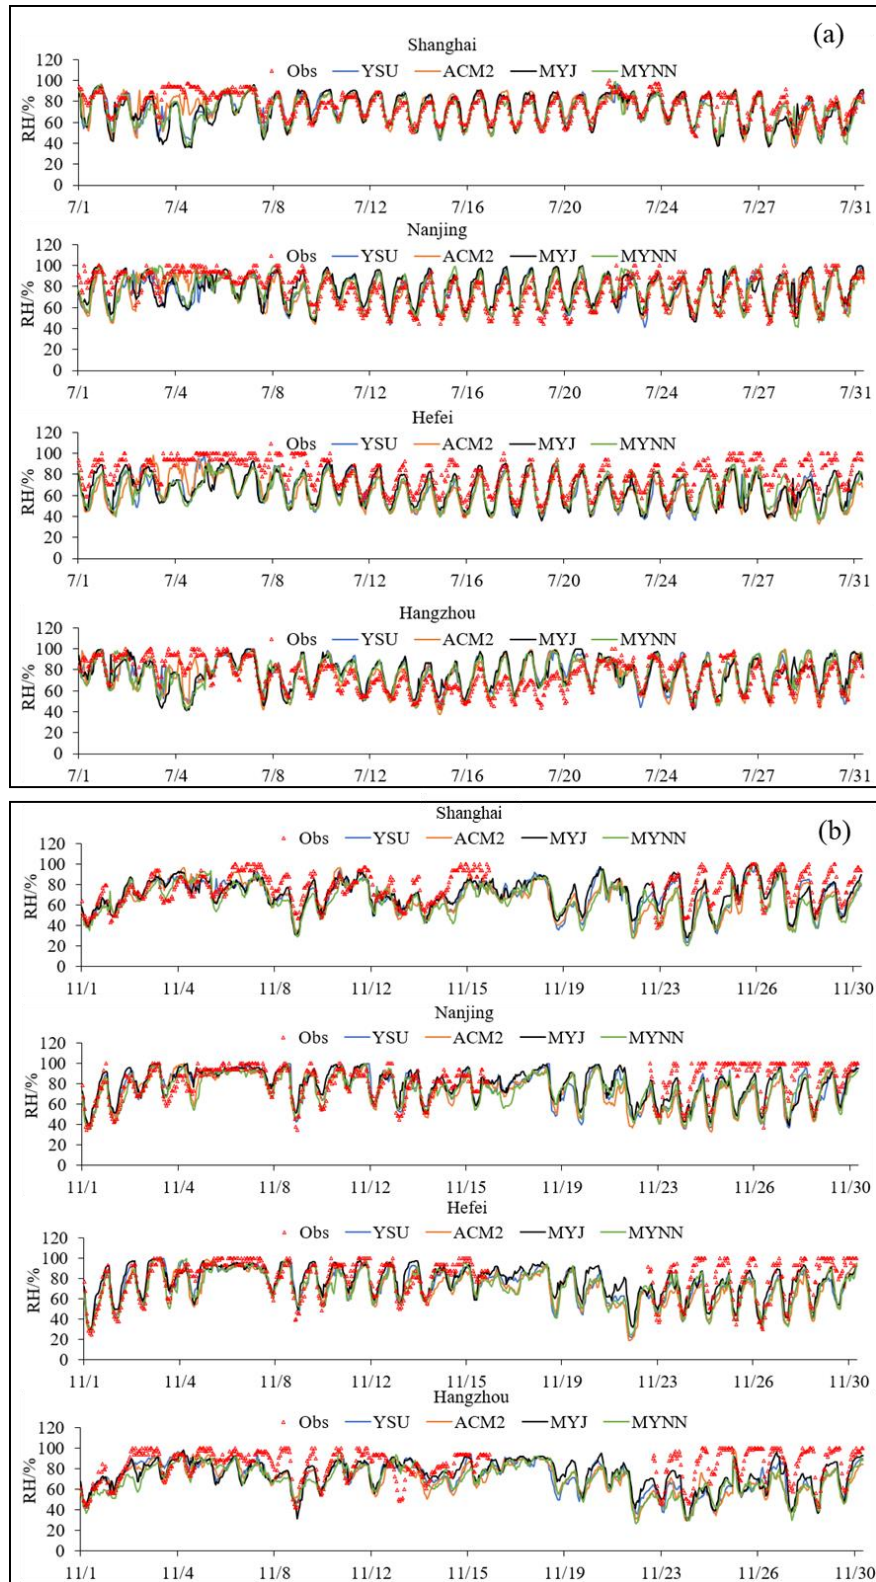 (a)
Shanghai
Obs YSU ACM2 MYJ MYNN
RH/%
120
100
80
60
40
20
0
7/1 7/4 7/8 7/12 7/16 7/20 7/24 7/27 7/31
Nanjing
Obs YSU ACM2 MYJ MYNN
RH/%
120
100
80
60
40
20
0
7/1 7/4 7/8 7/12 7/16 7/20 7/24 7/27 7/31
Hefei
Obs YSU ACM2 MYJ MYNN
RH/%
120
100
80
60
40
20
0
7/1 7/4 7/8 7/12 7/16 7/20 7/24 7/27 7/31
Hangzhou
Obs YSU ACM2 MYJ MYNN
RH/%
120
100
80
60
40
20
0
7/1 7/4 7/8 7/12 7/16 7/20 7/24 7/27 7/31
(b)
Shanghai
Obs YSU ACM2 MYJ MYNN
RH/%
120
100
80
60
40
20
0
11/1 11/4 11/8 11/12 11/15 11/19 11/23 11/26 11/30
Nanjing
Obs YSU ACM2 MYJ MYNN
RH/%
120
100
80
60
40
20
0
11/1 11/4 11/8 11/12 11/15 11/19 11/23 11/26 11/30
Hefei
Obs YSU ACM2 MYJ MYNN
RH/%
120
100
80
60
40
20
0
11/1 11/4 11/8 11/12 11/15 11/19 11/23 11/26 11/30
Hangzhou
Obs YSU ACM2 MYJ MYNN
RH/%
120
100
80
60
40
20
0
11/1 11/4 11/8 11/12 11/15 11/19 11/23 11/26 11/30